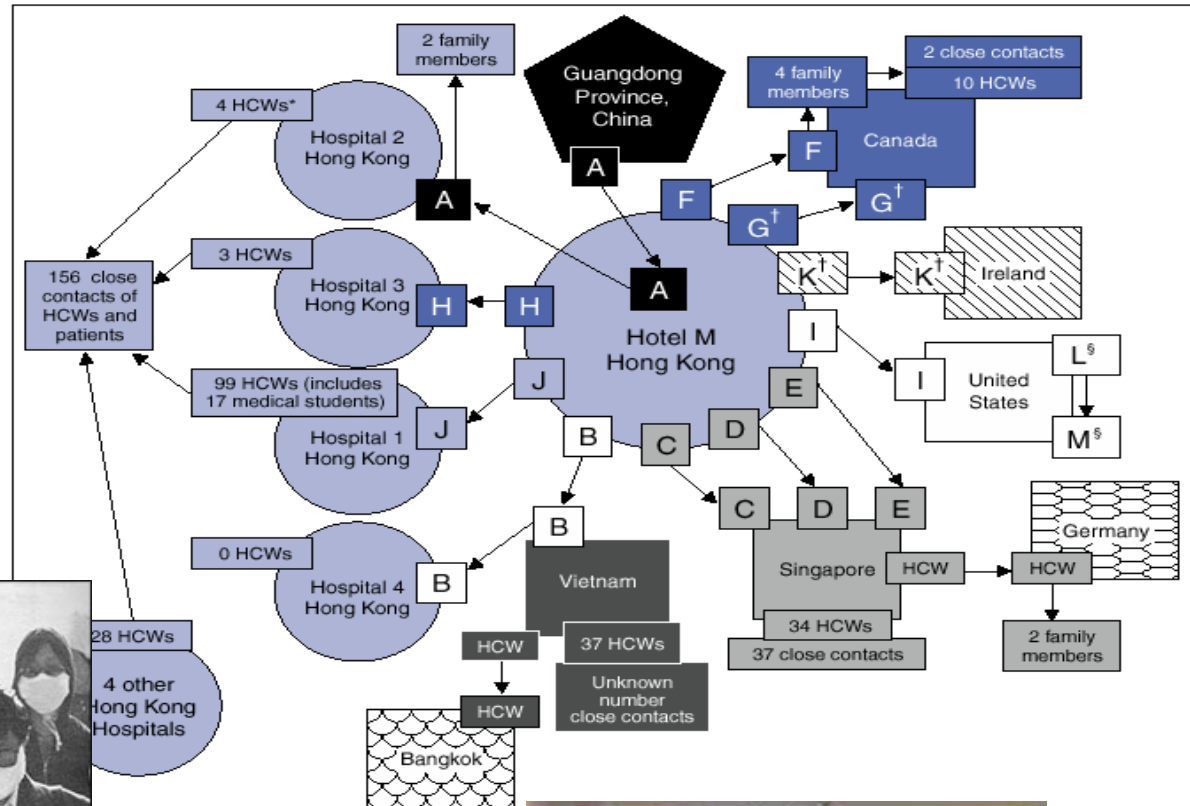 2 family
members
Guangdong
Province,
China
A
4 family
members
2 close contacts
10 HCWs
F
Canada
G†
4 HCWs*
Hospital 2
Hong Kong
A
F
G†
156 close
contacts of
HCWs and
patients
3 HCWs
Hospital 3
Hong Kong
H
H
A
Hotel M
Hong Kong
K†
K†
Ireland
I
I
United
States
L§
M§
99 HCWs (includes
17 medical students)
Hospital 1
Hong Kong
J
J
B
C
D
E
0 HCWs
Hospital 4
Hong Kong
B
B
Vietnam
HCW
37 HCWs
Unknown
number
close contacts
HCW
Bangkok
C
D
E
Singapore
HCW
34 HCWs
37 close contacts
Germany
HCW
2 family
members
28 HCWs
4 other
Hong Kong
Hospitals